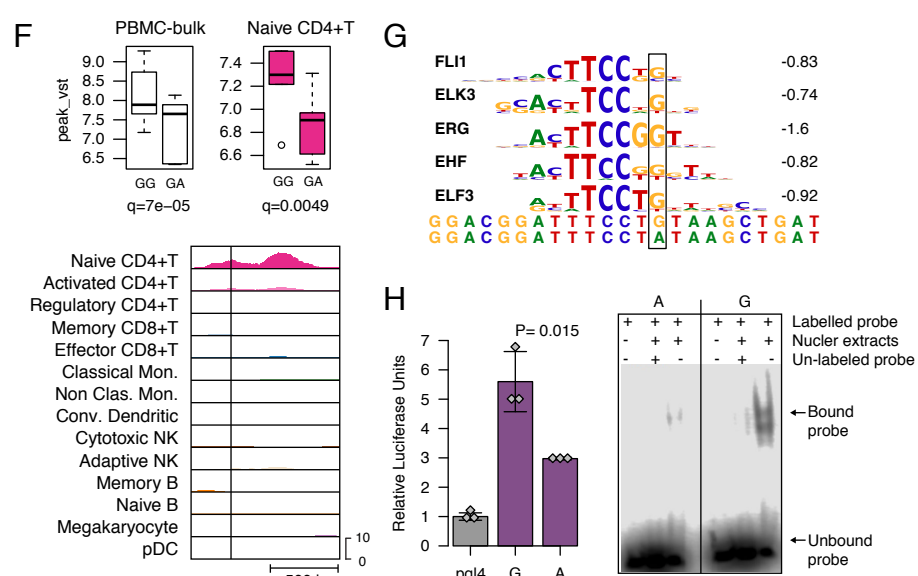 F
PBMC-bulk
Naive CD4+T
peak_vst
9.0
8.5
8.0
7.5
7.0
6.5
GG GA
q=7e−05
7.4
7.2
7.0
6.8
6.6
GG GA
q=0.0049
Naive CD4+T
Activated CD4+T
Regulatory CD4+T
Memory CD8+T
Effector CD8+T
Classical Mon.
Non Clas. Mon.
Conv. Dendritic
Cytotoxic NK
Adaptive NK
Memory B
Naive B
Megakaryocyte
pDC
10
0
G
FLI1 -0.83
ELK3 -0.74
ERG -1.6
EHF -0.82
ELF3 -0.92
GGACGGATTTCCTGTAAGCTGAT
GGACGGATTTCCTATAAGCTGAT
H
P= 0.015
Relative Luciferase Units
7
6
5
4
3
2
1
0
pgl4 G A
A G
+ + + + + + Labelled probe
- + + - + + Nucler extracts
- + - - + - Un-labeled probe
Bound
probe
Unbound
probe